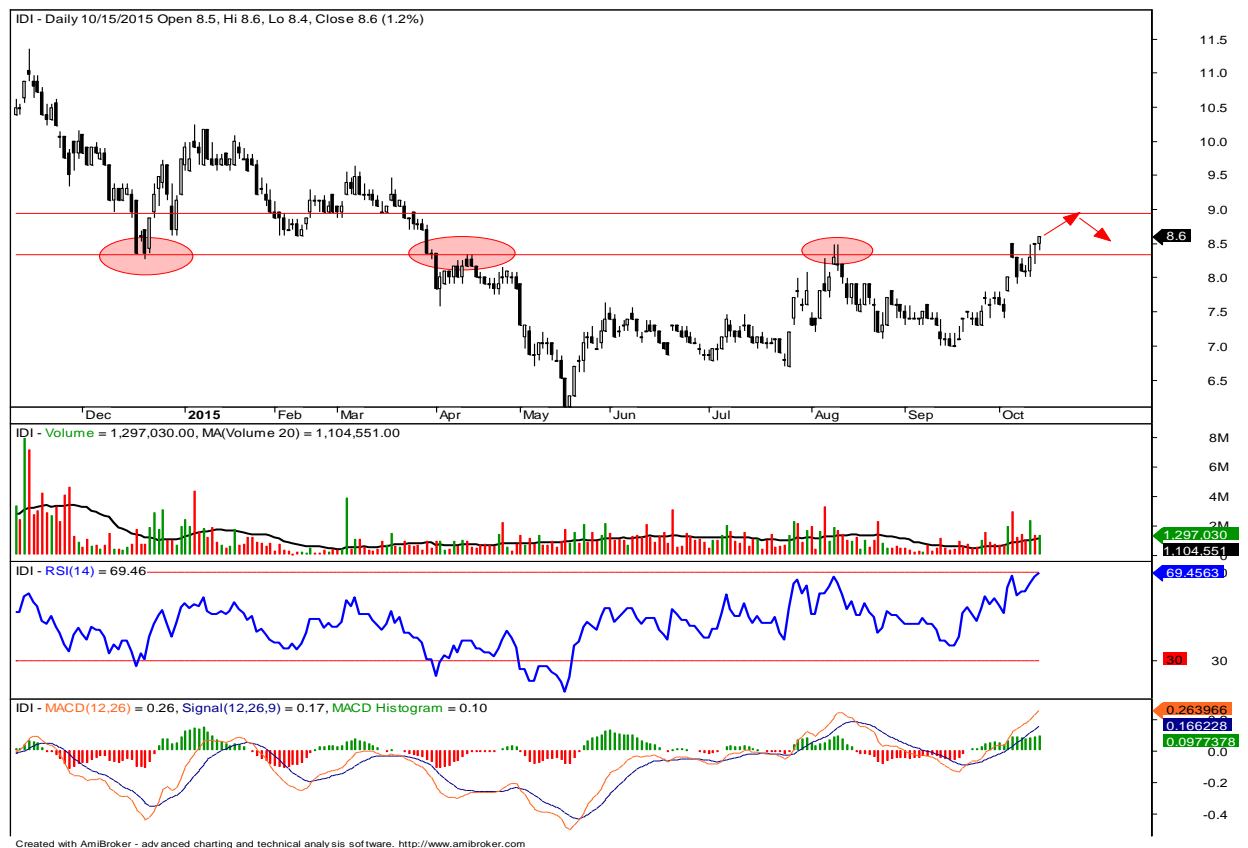 IDI - Daily 10/15/2015 Open 8.5, Hi 8.6, Lo 8.4, Close 8.6 (1.2%)
11.5
11.0
10.5
10.0
9.5
9.0
8.6
8.5
8.0
7.5
7.0
6.5
Dec 2015 Feb Mar Apr May Jun Jul Aug Sep Oct
IDI - Volume = 1,297,030.00, MA(Volume 20) = 1,104,551.00
8M
6M
4M
2M
1,297,030
1,104,551
IDI - RSI(14) = 69.46
69.4563
30 30
IDI - MACD(12,26) = 0.26, Signal(12,26,9) = 0.17, MACD Histogram = 0.10
0.263966
0.166228
0.0977378
0.0
-0.2
-0.4
Created with AmiBroker - advanced charting and technical analysis software. http://www.amibroker.com